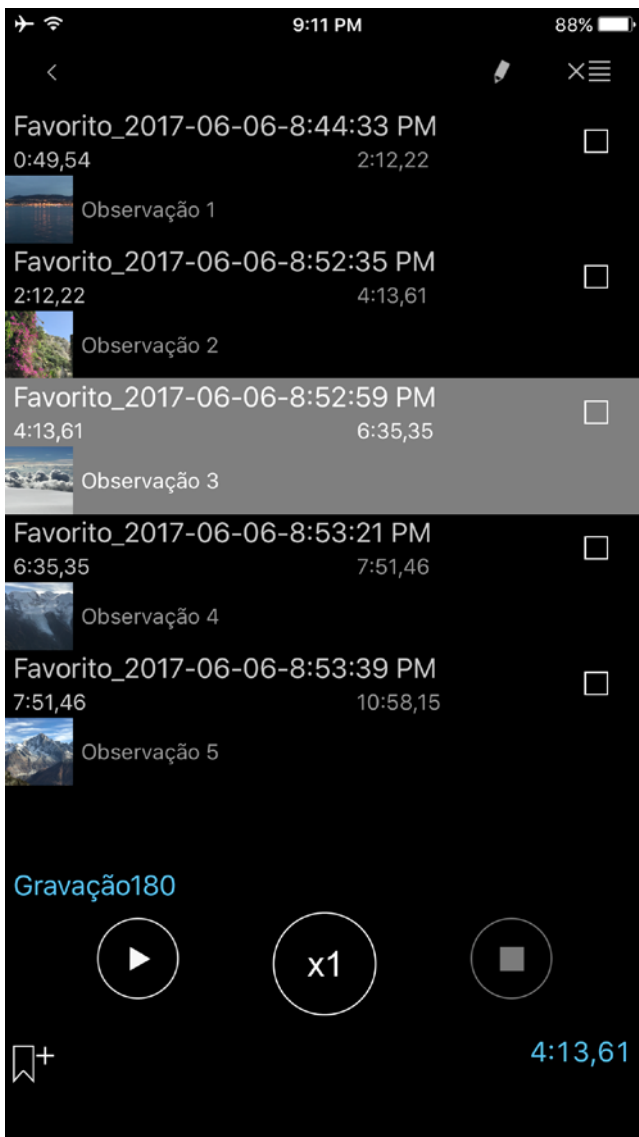 9:11 PM 88%
Favorito_2017-06-06-8:44:33 PM
0:49,54 2:12,22
Observação 1
Favorito_2017-06-06-8:52:35 PM
2:12,22 4:13,61
Observação 2
Favorito_2017-06-06-8:52:59 PM
4:13,61 6:35,35
Observação 3
Favorito_2017-06-06-8:53:21 PM
6:35,35 7:51,46
Observação 4
Favorito_2017-06-06-8:53:39 PM
7:51,46 10:58,15
Observação 5
Gravação180
x1
4:13,61